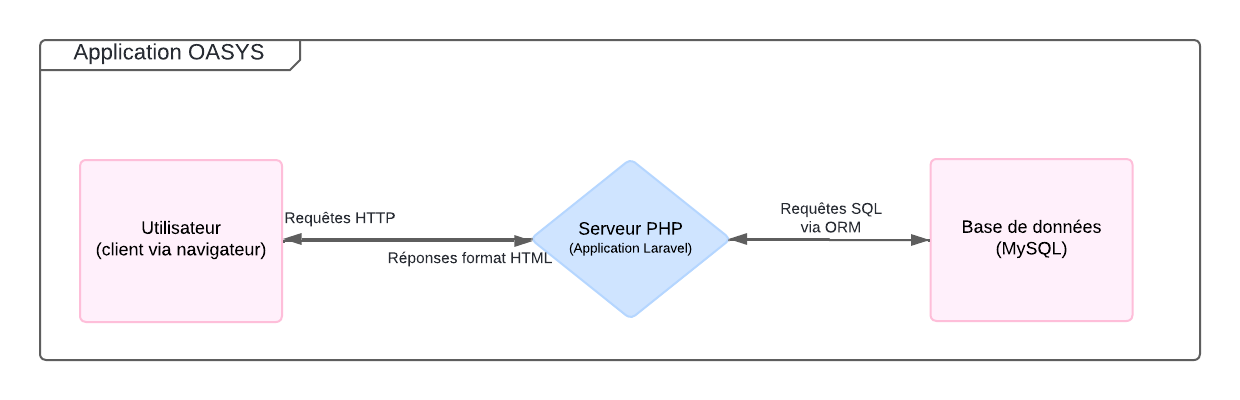 Application OASYS
Utilisateur
(client via navigateur)
Requêtes HTTP
Réponses format HTML
Serveur PHP
(Application Laravel)
Requêtes SQL
via ORM
Base de données
(MySQL)